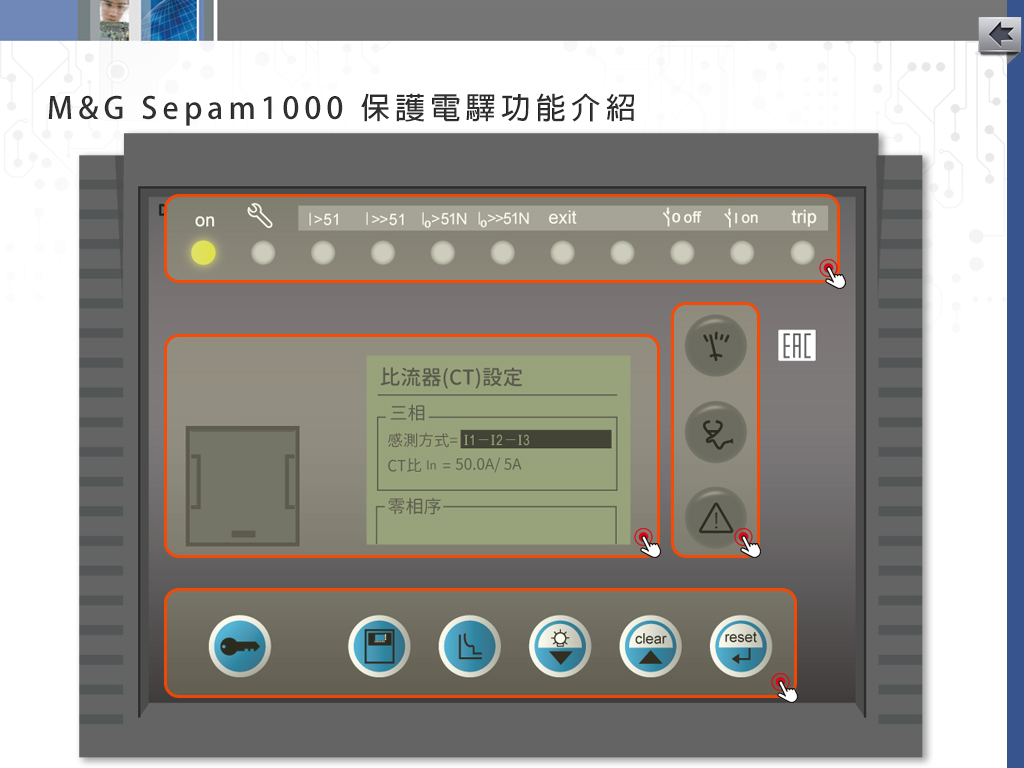 M&G Sepam1000 保護電驛功能介紹
on I>51 I>>51 I0>51N I0>>51N exit 0 off I on trip
EAC
比流器(CT)設定
三相
感測方式= I1-I2-I3
CT比 In = 50.0A/ 5A
零相序
clear reset